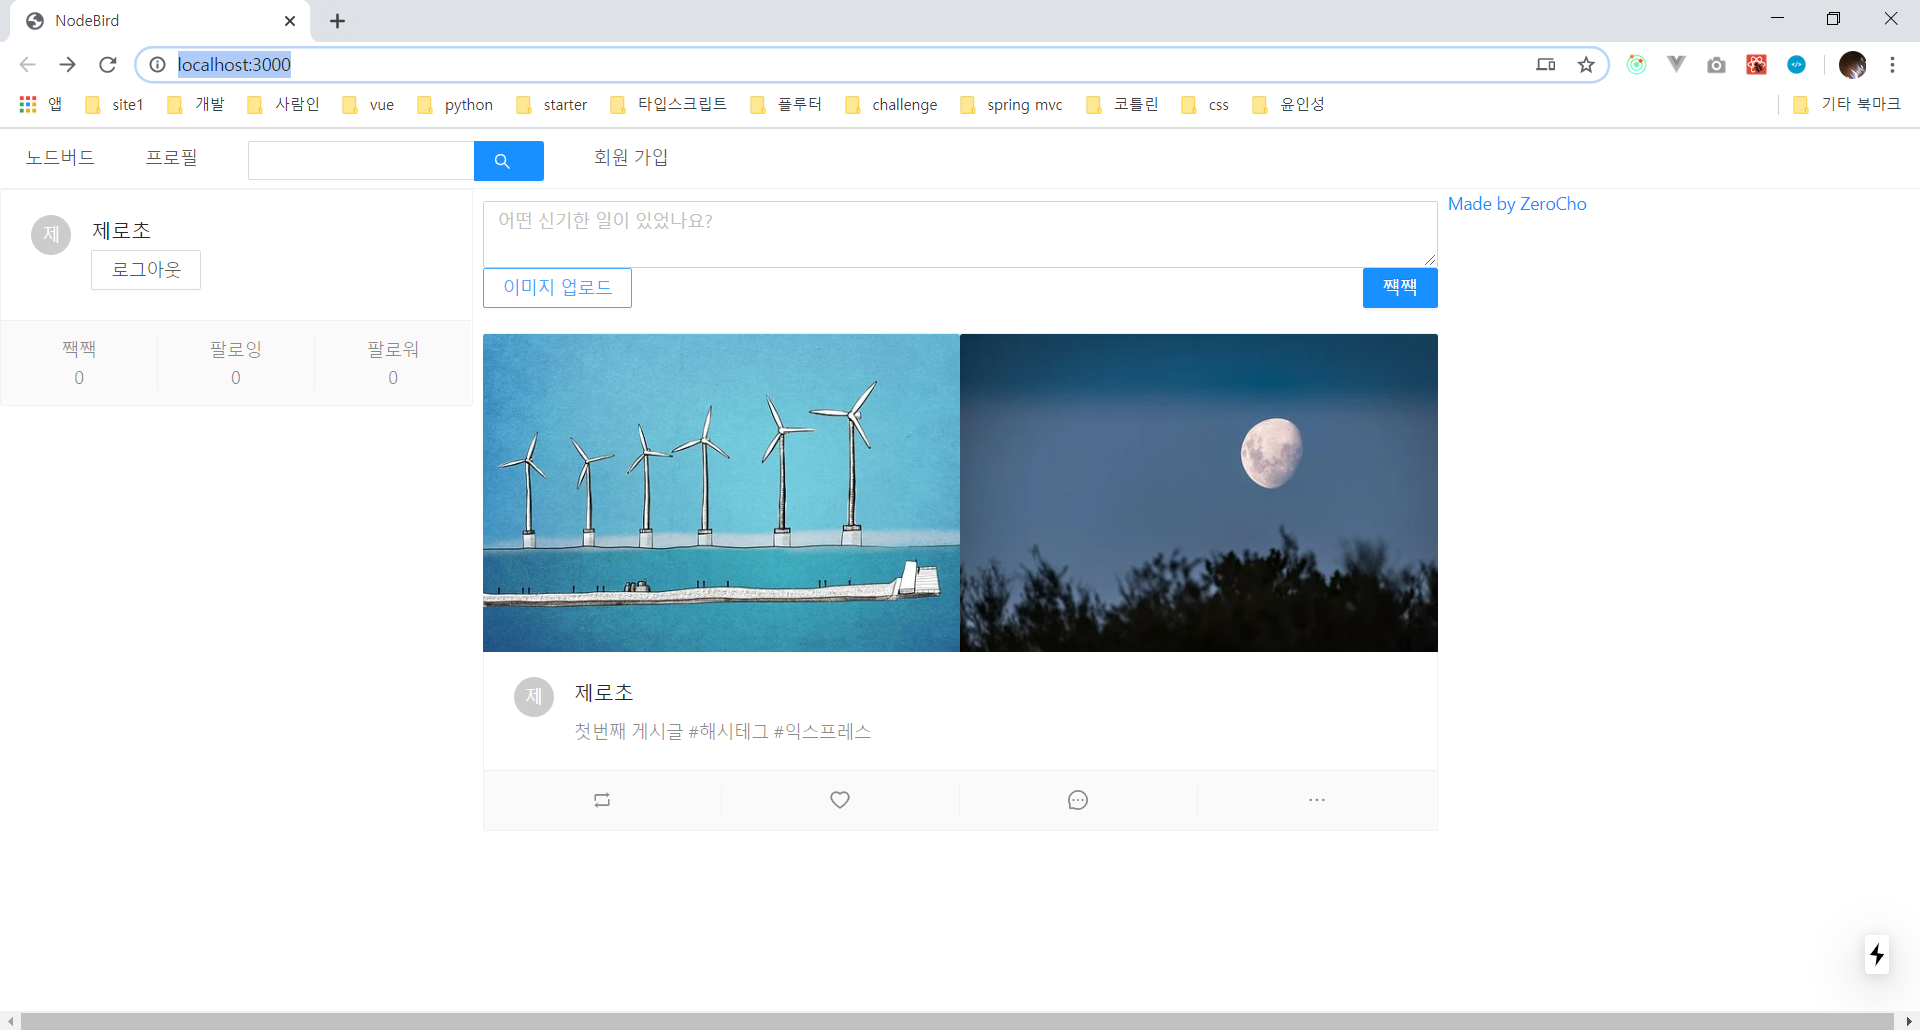 NodeBird
localhost:3000
앱 site1 개발 사람인 vue python starter 타입스크립트 플루터 challenge spring mvc 코틀린 css 윤인성 기타 북마크
노드버드 프로필 회원 가입
제 제로초
로그아웃
짹짹 팔로잉 팔로워
0 0 0
어떤 신기한 일이 있었나요?
이미지 업로드 짹짹
제 제로초
첫번째 게시글 #해시테그 #익스프레스
Made by ZeroCho